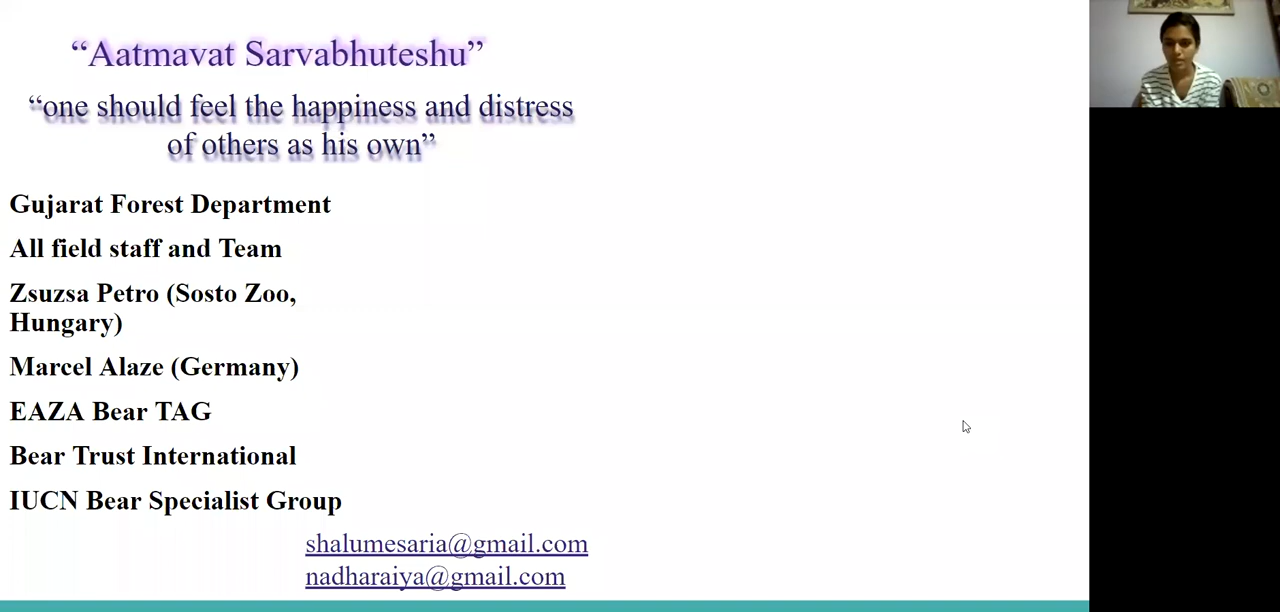 “Aatmavat Sarvabhuteshu”
“one should feel the happiness and distress
of others as his own”
Gujarat Forest Department
All field staff and Team
Zsuzsa Petro (Sosto Zoo,
Hungary)
Marcel Alaze (Germany)
EAZA Bear TAG
Bear Trust International
IUCN Bear Specialist Group
shalumesaria@gmail.com
nadharaiya@gmail.com